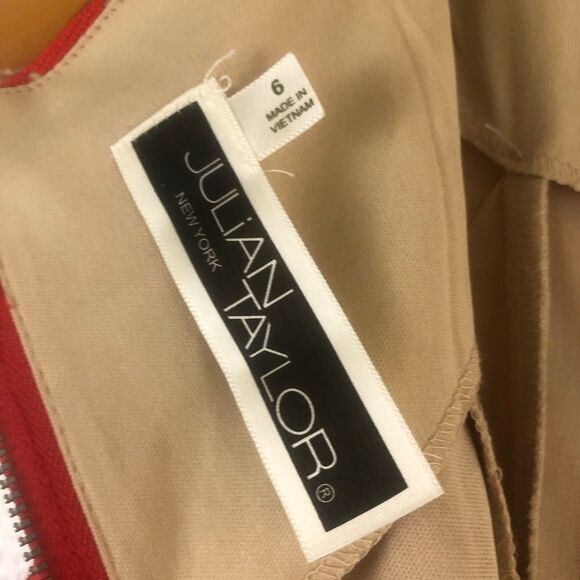 6
MADE IN
VIETNAM
JULiAN
TAYLOR®
NEW YORK